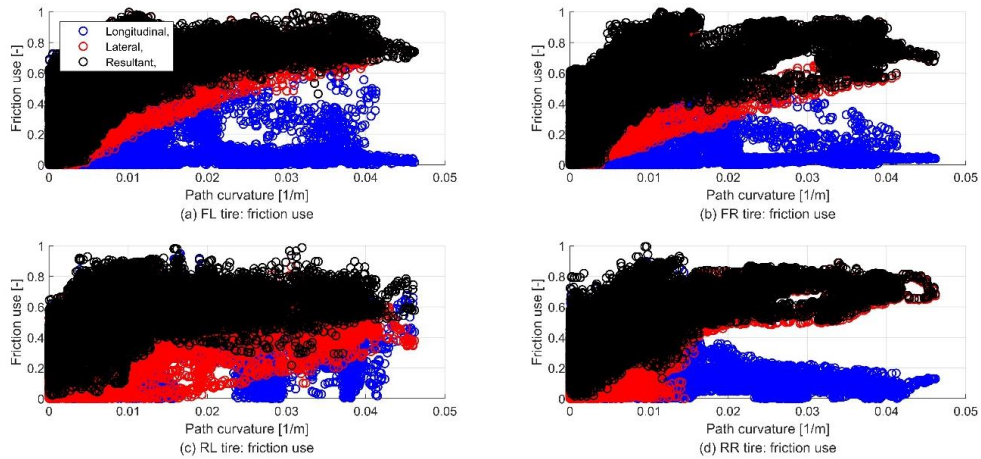 Friction use [-]
1
0.8
0.6
0.4
0.2
0
Longitudinal,
Lateral,
Resultant,
0 0.01 0.02 0.03 0.04 0.05
Path curvature [1/m]
(a) FL tire: friction use
Friction use [-]
1
0.8
0.6
0.4
0.2
0
0 0.01 0.02 0.03 0.04 0.05
Path curvature [1/m]
(b) FR tire: friction use
Friction use [-]
1
0.8
0.6
0.4
0.2
0
0 0.01 0.02 0.03 0.04 0.05
Path curvature [1/m]
(c) RL tire: friction use
Friction use [-]
1
0.8
0.6
0.4
0.2
0
0 0.01 0.02 0.03 0.04 0.05
Path curvature [1/m]
(d) RR tire: friction use